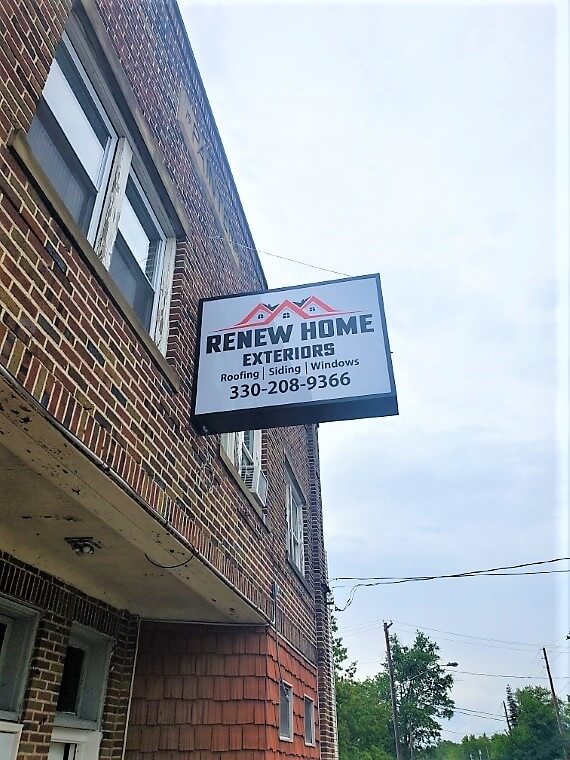 RENEW HOME
EXTERIORS
Roofing | Siding | Windows
330-208-9366